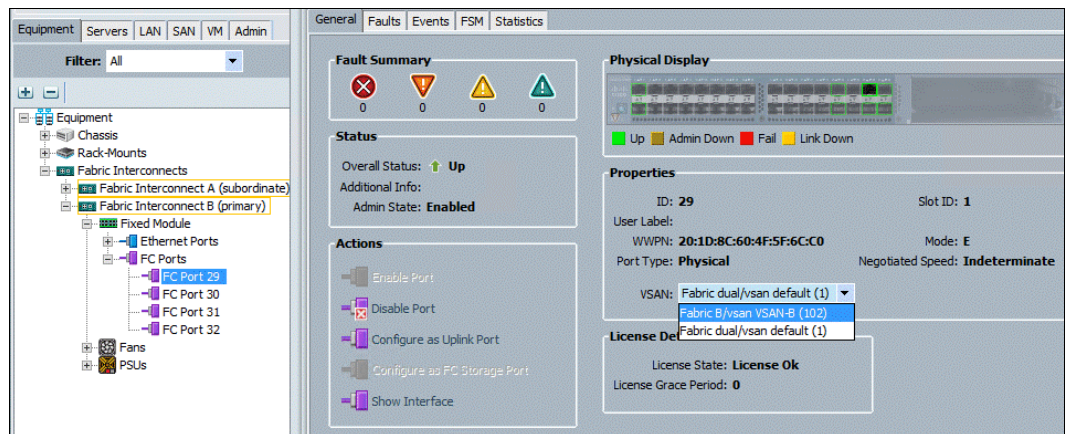 Equipment Servers LAN SAN VM Admin
Filter: All
Equipment
Chassis
Rack-Mounts
Fabric Interconnects
Fabric Interconnect A (subordinate)
Fabric Interconnect B (primary)
Fixed Module
Ethernet Ports
FC Ports
FC Port 29
FC Port 30
FC Port 31
FC Port 32
Fans
PSUs
General Faults Events FSM Statistics
Fault Summary
0 0 0 0
Status
Overall Status: Up
Additional Info:
Admin State: Enabled
Actions
Enable Port
Disable Port
Configure as Uplink Port
Configure as FC Storage Port
Show Interface
Physical Display
Up Admin Down Fail Link Down
Properties
ID: 29 Slot ID: 1
User Label:
WWPN: 20:1D:8C:60:4F:5F:6C:C0 Mode: E
Port Type: Physical Negotiated Speed: Indeterminate
VSAN: Fabric dual/vsan default (1)
Fabric B/vsan VSAN-B (102)
Fabric dual/vsan default (1)
License De
License State: License Ok
License Grace Period: 0